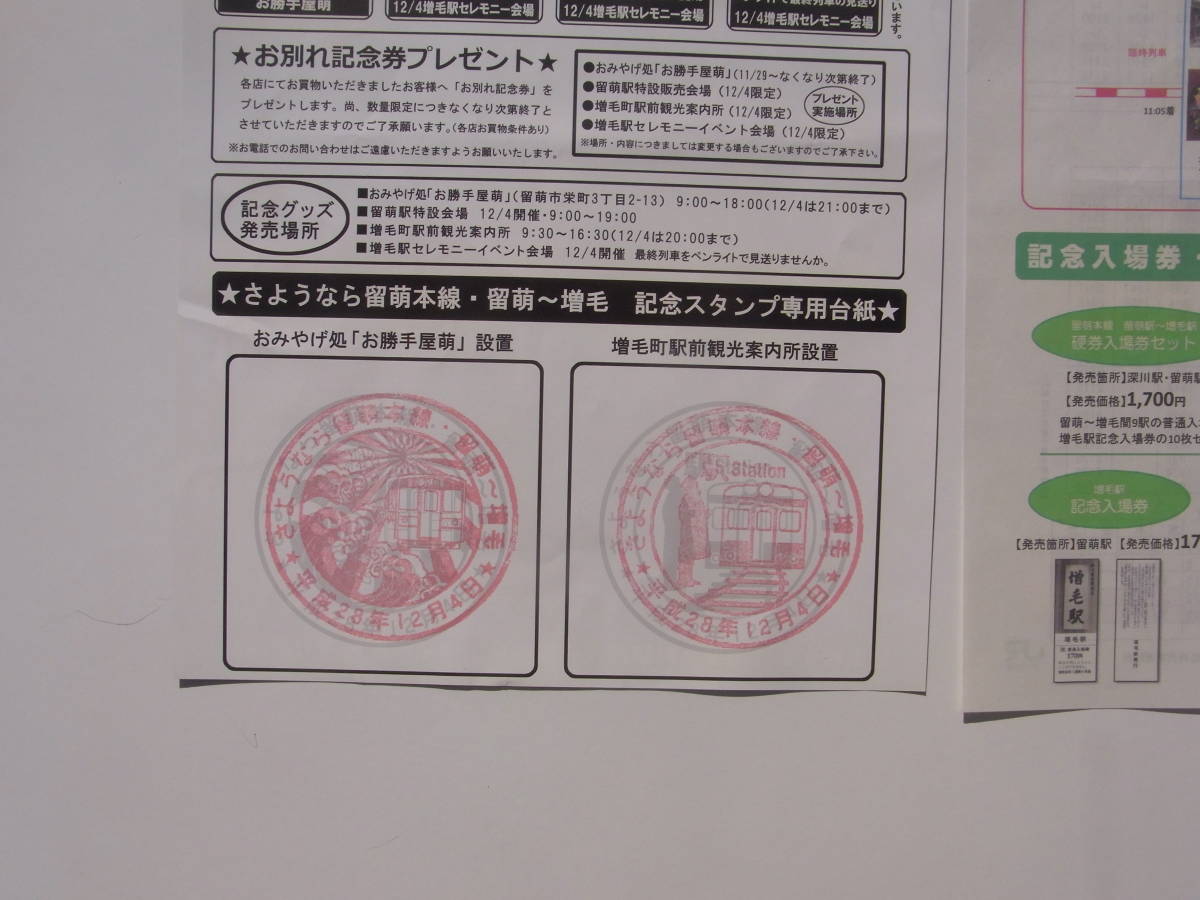 お勝手屋萌
12/4増毛駅セレモニー会場
12/4増毛駅セレモニー会場
12/4増毛駅セレモニー会場
います。
★お別れ記念券プレゼント★
各店にてお買物いただきましたお客様へ「お別れ記念券」を
プレゼントします。尚、数量限定につきなくなり次第終了と
させていただきますのでご了承願います。(各店お買物条件あり)
※お電話でのお問い合わせはご遠慮いただきますようお願いいたします。
●おみやげ処「お勝手屋萌」(11/29～なくなり次第終了)
●留萌駅特設販売会場 (12/4限定)
●増毛町駅前観光案内所 (12/4限定)
●増毛駅セレモニーイベント会場 (12/4限定)
※場所・内容につきましては変更する場合もございますのでご了承下さい。
プレゼント
実施場所
記念グッズ
発売場所
■おみやげ処「お勝手屋萌」(留萌市栄町3丁目2-13) 9:00～18:00(12/4は21:00まで)
■留萌駅特設会場 12/4開催・9:00～19:00
■増毛町駅前観光案内所 9:30～16:30(12/4は20:00まで)
■増毛駅セレモニーイベント会場 12/4開催 最終列車をペンライトで見送りませんか。
★さようなら留萌本線・留萌～増毛 記念スタンプ専用台紙★
おみやげ処「お勝手屋萌」設置
さようなら留萌本線・留萌～増毛
★平成28年12月4日★
増毛町駅前観光案内所設置
さようなら留萌本線・留萌～増毛
station
★平成28年12月4日★
臨時列車
11:05着
記念入場券・
留萌本線 留萌駅～増毛駅
硬券入場券セット
【発売箇所】深川駅・留萌駅
【発売価格】1,700円
留萌～増毛間9駅の普通入
増毛駅記念入場券の10枚セ
増毛駅
記念入場券
【発売箇所】留萌駅 【発売価格】17
増毛駅